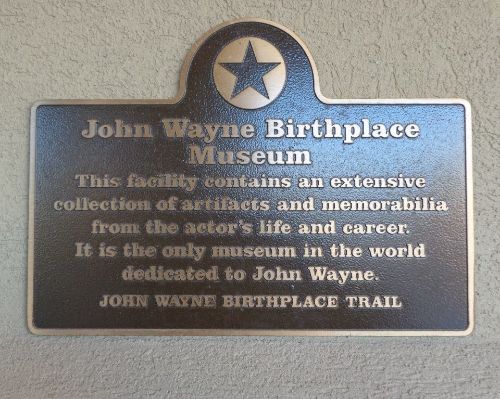 John Wayne Birthplace
Museum
This facility contains an extensive
collection of artifacts and memorabilia
from the actor's life and career.
It is the only museum in the world
dedicated to John Wayne.
JOHN WAYNE BIRTHPLACE TRAIL